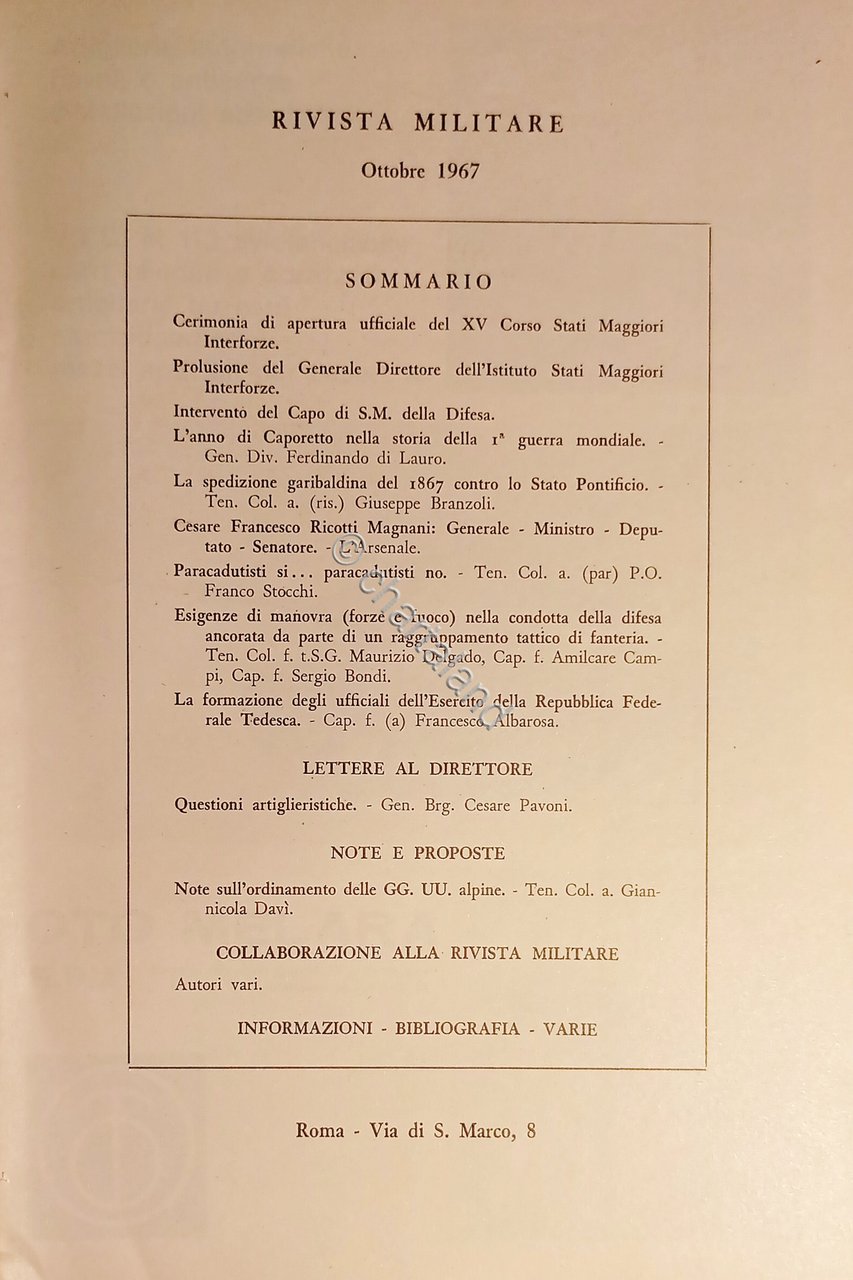 RIVISTA MILITARE
Ottobre 1967
SOMMARIO
Cerimonia di apertura ufficiale del XV Corso Stati Maggiori
Interforze.
Prolusione del Generale Direttore dell'Istituto Stati Maggiori
Interforze.
Intervento del Capo di S.M. della Difesa.
L'anno di Caporetto nella storia della 1ª guerra mondiale. -
Gen. Div. Ferdinando di Lauro.
La spedizione garibaldina del 1867 contro lo Stato Pontificio. -
Ten. Col. a. (ris.) Giuseppe Branzoli.
Cesare Francesco Ricotti Magnani: Generale - Ministro - Depu-
tato - Senatore. - L'Arsenale.
Paracadutisti si... paracadutisti no. - Ten. Col. a. (par) P.O.
Franco Stocchi.
Esigenze di manovra (forze e fuoco) nella condotta della difesa
ancorata da parte di un raggruppamento tattico di fanteria. -
Ten. Col. f. t.S.G. Maurizio Delgado, Cap. f. Amilcare Cam-
pi, Cap. f. Sergio Bondi.
La formazione degli ufficiali dell'Esercito della Repubblica Fede-
rale Tedesca. - Cap. f. (a) Francesco Albarosa.
LETTERE AL DIRETTORE
Questioni artiglieristiche. - Gen. Brg. Cesare Pavoni.
NOTE E PROPOSTE
Note sull'ordinamento delle GG. UU. alpine. - Ten. Col. a. Gian-
nicola Davì.
COLLABORAZIONE ALLA RIVISTA MILITARE
Autori vari.
INFORMAZIONI - BIBLIOGRAFIA - VARIE
Roma - Via di S. Marco, 8
© chartaland